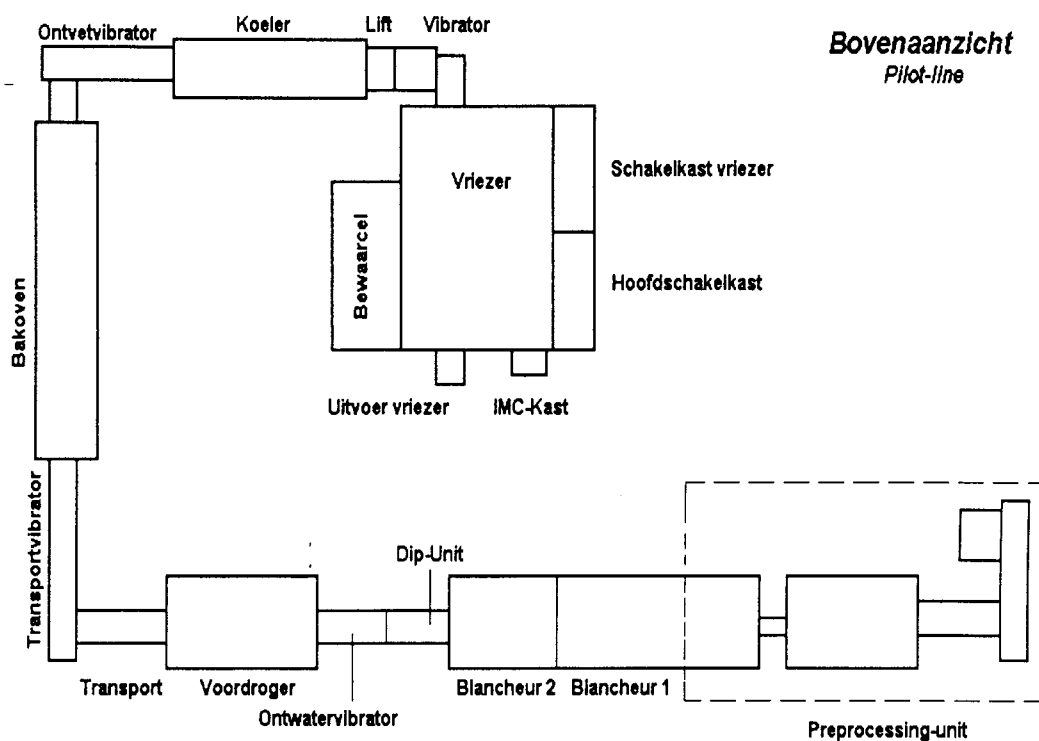 Bovenaanzicht
Pilot-line
Ontvetvibrator
Koeler
Lift
Vibrator
Vriezer
Schakelkast vriezer
Bewaarcel
Hoofdschakelkast
Bakoven
Uitvoer vriezer
IMC-Kast
Transportvibrator
Dip-Unit
Transport
Voordroger
Blancheur 2
Blancheur 1
Ontwatervibrator
Preprocessing-unit